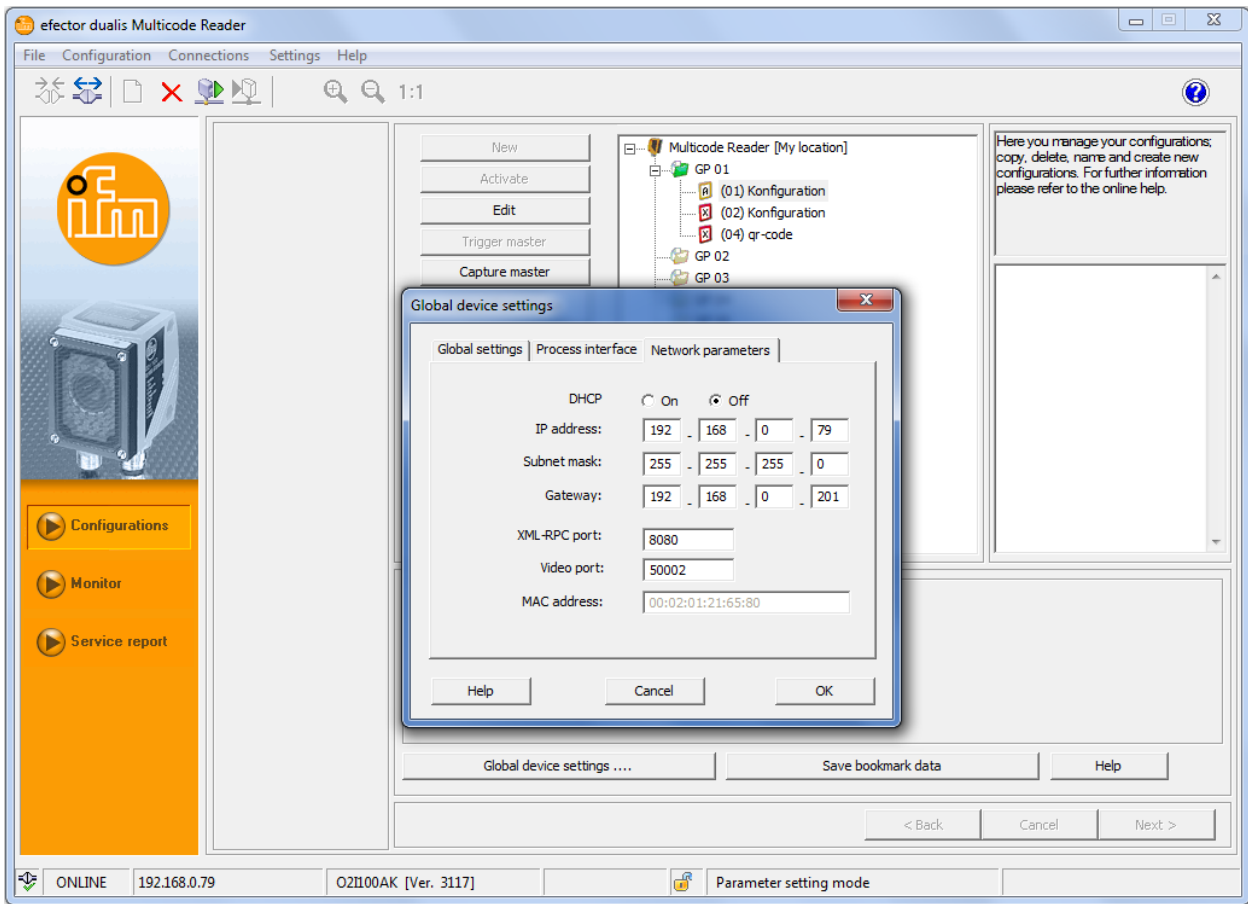 efector dualis Multicode Reader
File Configuration Connections Settings Help
1:1
ifm
New
Activate
Edit
Trigger master
Capture master
Multicode Reader [My location]
GP 01
(01) Konfiguration
(02) Konfiguration
(04) qr-code
GP 02
GP 03
Here you manage your configurations;
copy, delete, name and create new
configurations. For further information
please refer to the online help.
Global device settings
Global settings Process interface Network parameters
DHCP On Off
IP address: 192 . 168 . 0 . 79
Subnet mask: 255 . 255 . 255 . 0
Gateway: 192 . 168 . 0 . 201
XML-RPC port: 8080
Video port: 50002
MAC address: 00:02:01:21:65:80
Help Cancel OK
Configurations
Monitor
Service report
Global device settings .... Save bookmark data Help
< Back Cancel Next >
ONLINE 192.168.0.79 O2I100AK [Ver. 3117] Parameter setting mode